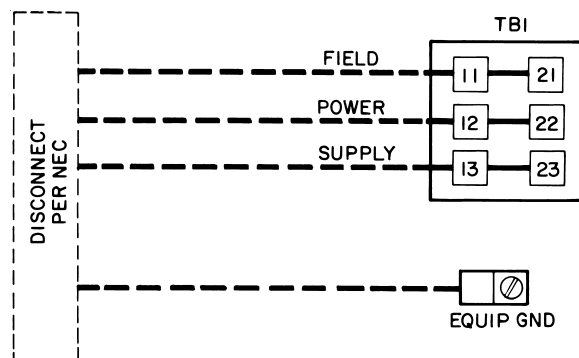 TB1
FIELD
11 21
POWER
12 22
SUPPLY
13 23
DISCONNECT
PER NEC
EQUIP GND